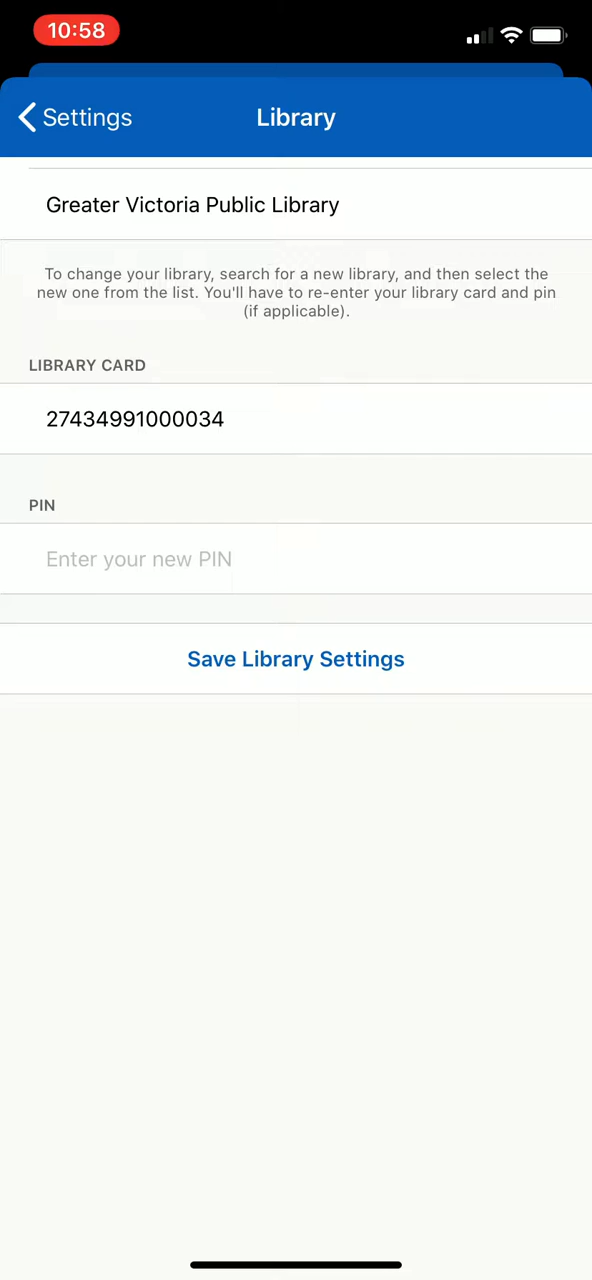 10:58
Settings
Library
Greater Victoria Public Library
To change your library, search for a new library, and then select the
new one from the list. You'll have to re-enter your library card and pin
(if applicable).
LIBRARY CARD
27434991000034
PIN
Enter your new PIN
Save Library Settings